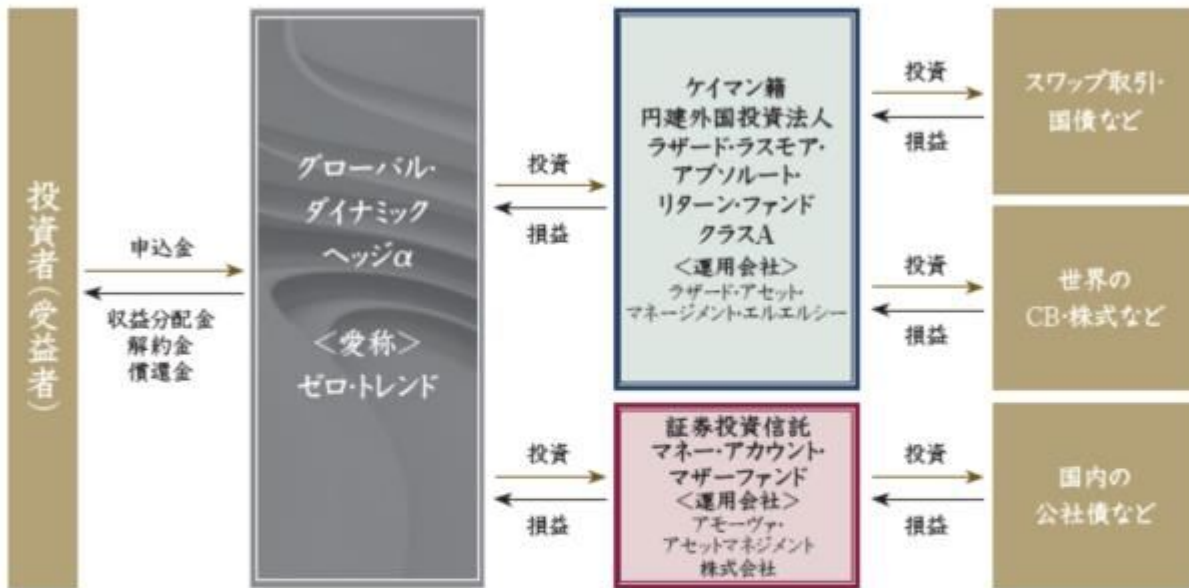 投資者(受益者)
申込金
収益分配金
解約金
償還金
グローバル・
ダイナミック
ヘッジα
<愛称>
ゼロ・トレンド
投資
損益
投資
損益
ケイマン籍
円建外国投資法人
ラザード・ラスモア・
アブソルート・
リターン・ファンド
クラスA
<運用会社>
ラザード・アセット・
マネージメント・エルエルシー
証券投資信託
マネー・アカウント・
マザーファンド
<運用会社>
アモーヴァ・
アセットマネジメント
株式会社
投資
損益
投資
損益
投資
損益
スワップ取引・
国債など
世界の
CB・株式など
国内の
公社債など